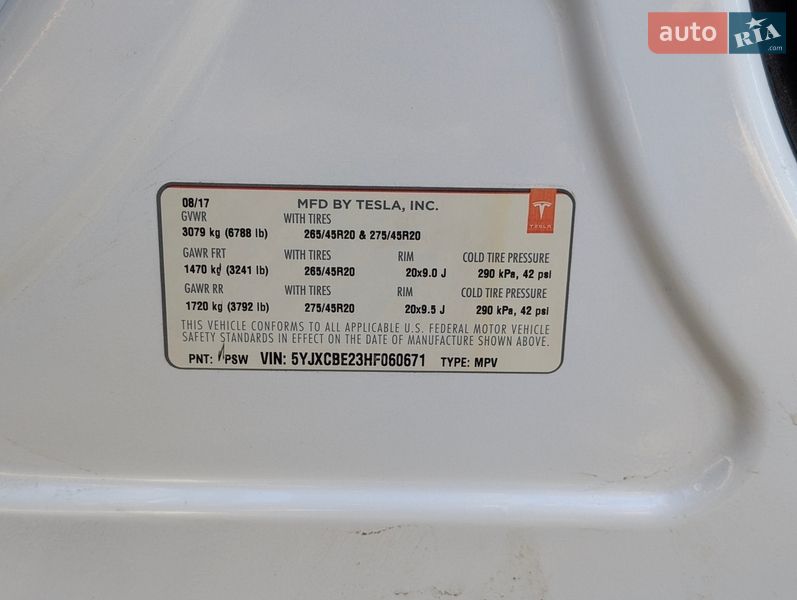 auto RIA .com
08/17 MFD BY TESLA, INC.
TESLA
GVWR WITH TIRES
3079 kg (6788 lb) 265/45R20 & 275/45R20
GAWR FRT WITH TIRES RIM COLD TIRE PRESSURE
1470 kg (3241 lb) 265/45R20 20x9.0 J 290 kPa, 42 psi
GAWR RR WITH TIRES RIM COLD TIRE PRESSURE
1720 kg (3792 lb) 275/45R20 20x9.5 J 290 kPa, 42 psi
THIS VEHICLE CONFORMS TO ALL APPLICABLE U.S. FEDERAL MOTOR VEHICLE
SAFETY STANDARDS IN EFFECT ON THE DATE OF MANUFACTURE SHOWN ABOVE.
PNT: PPSW VIN: 5YJXCBE23HF060671 TYPE: MPV